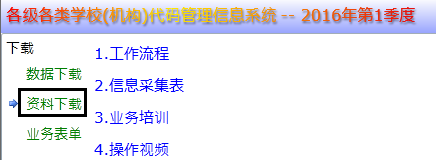 各级各类学校(机构)代码管理信息系统 -- 2016年第1季度
下载
数据下载
资料下载
业务表单
1.工作流程
2.信息采集表
3.业务培训
4.操作视频